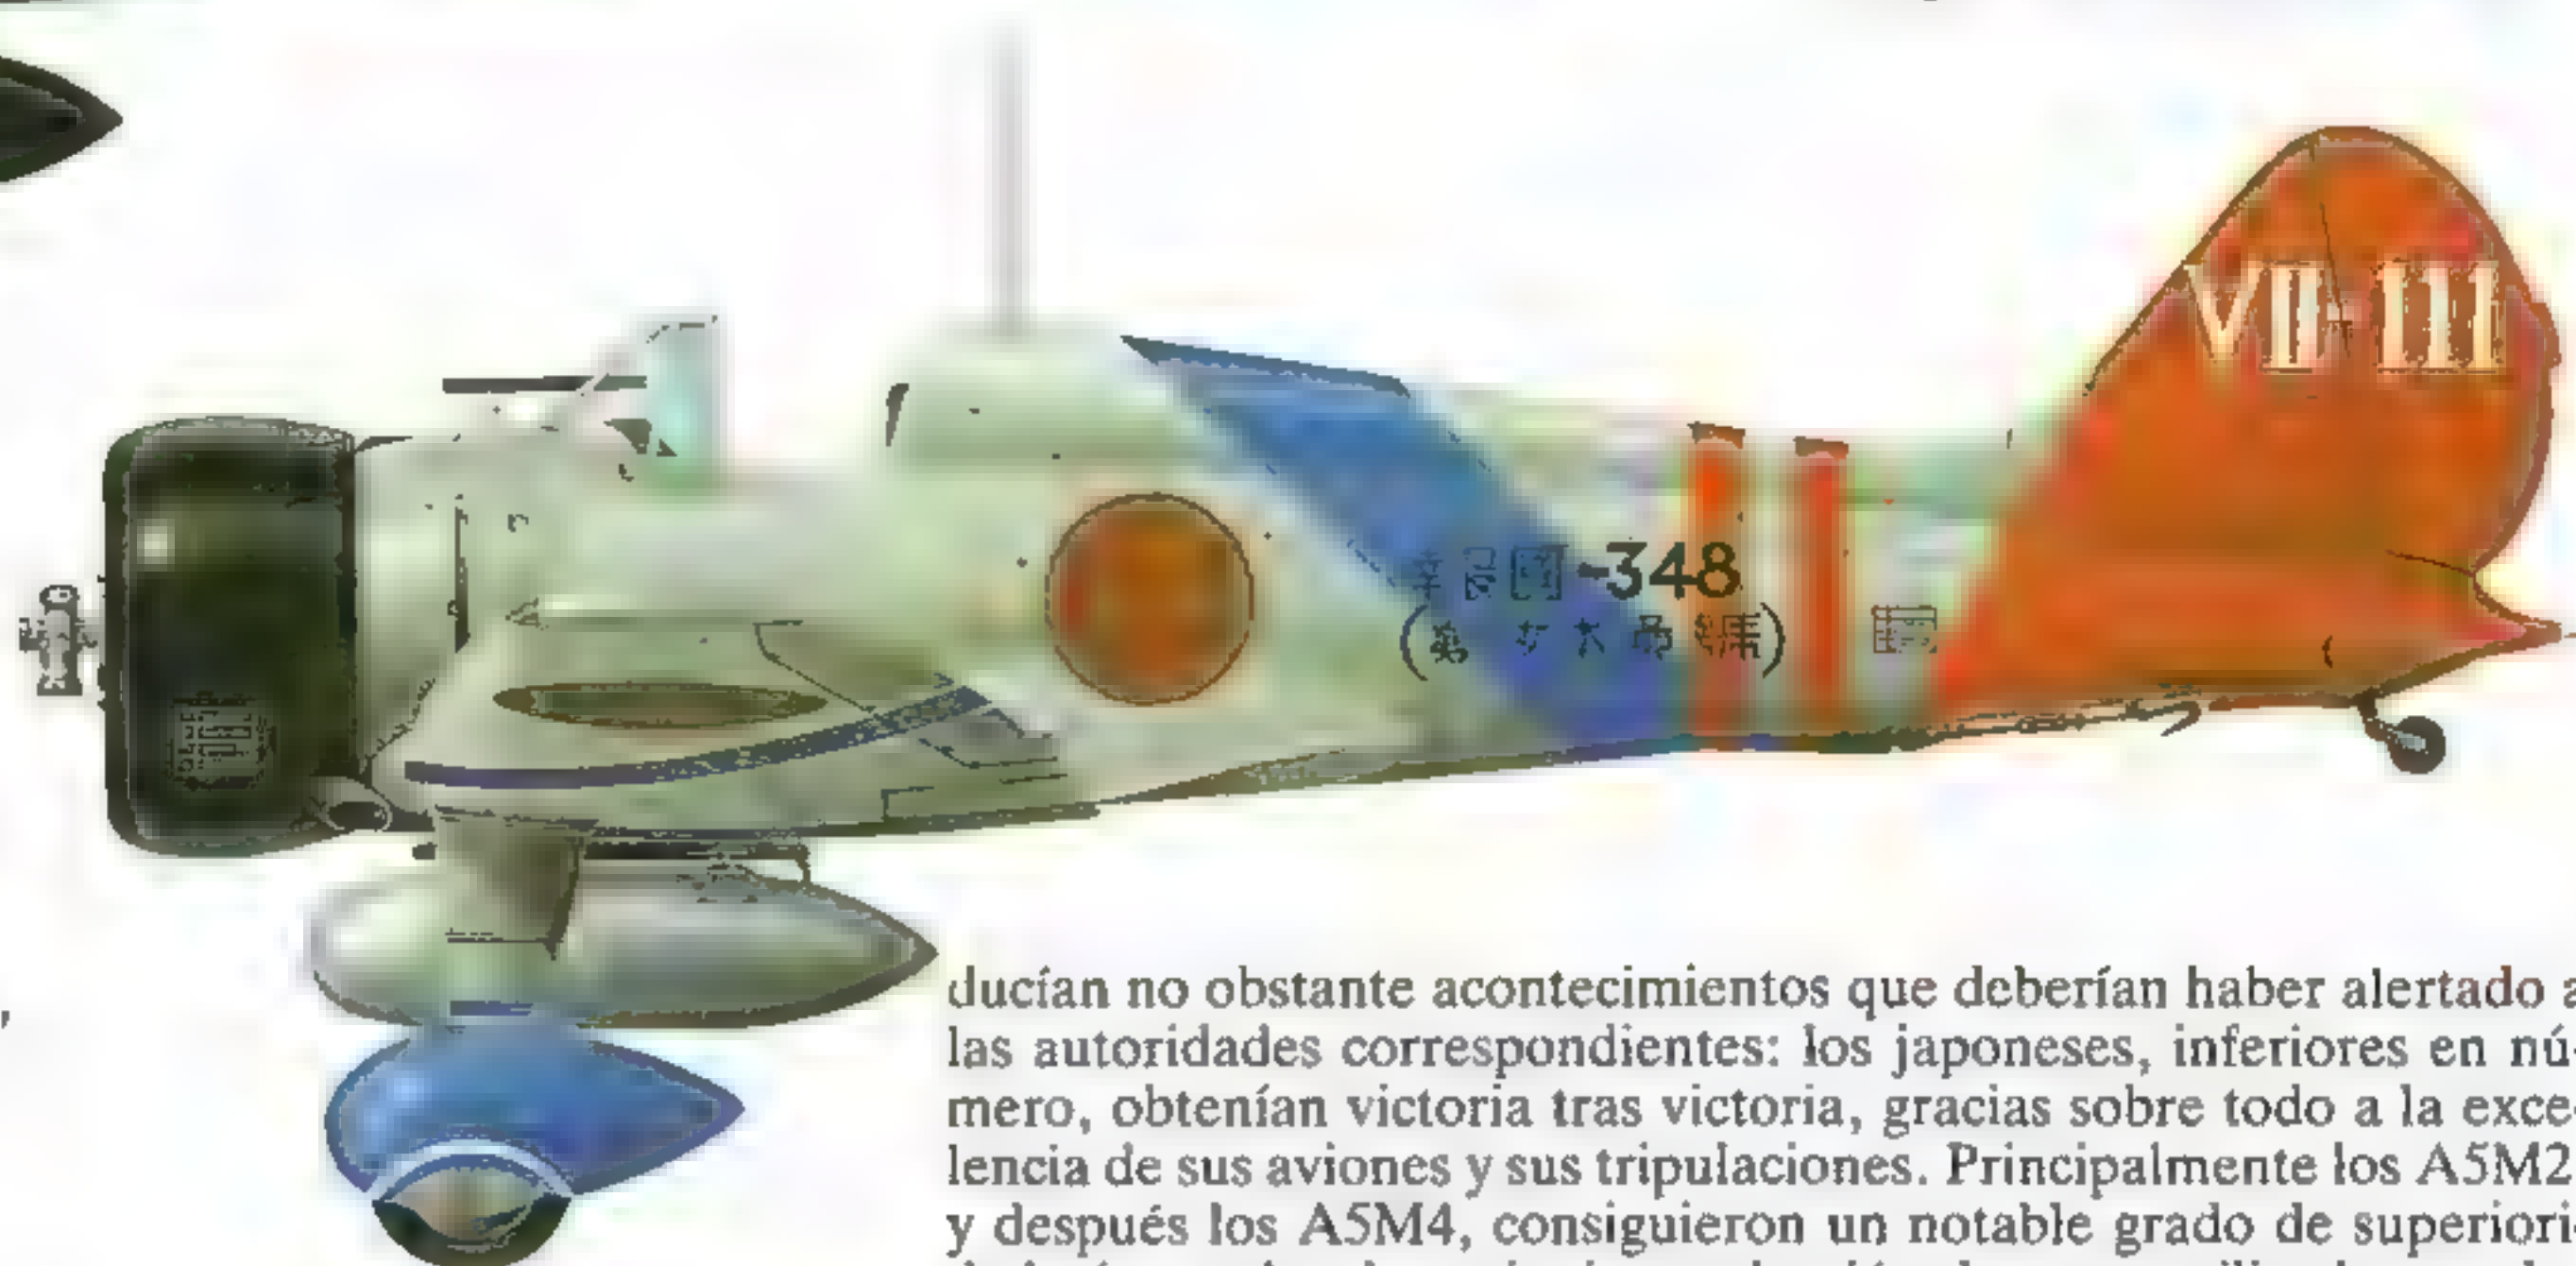 VII-III
-348
ducían no obstante acontecimientos que deberían haber alertado a
las autoridades correspondientes: los japoneses, inferiores en nú-
mero, obtenían victoria tras victoria, gracias sobre todo a la exce-
lencia de sus aviones y sus tripulaciones. Principalmente los A5M2
y después los A5M4, consiguieron un notable grado de superiori-